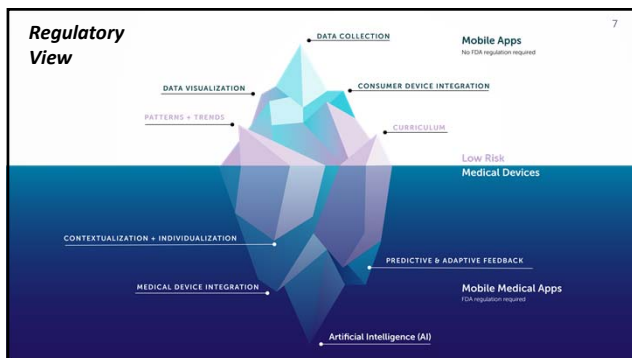 Regulatory
View
7
DATA COLLECTION
Mobile Apps
No FDA regulation required
DATA VISUALIZATION
CONSUMER DEVICE INTEGRATION
PATTERNS + TRENDS
CURRICULUM
Low Risk
Medical Devices
CONTEXTUALIZATION + INDIVIDUALIZATION
PREDICTIVE & ADAPTIVE FEEDBACK
MEDICAL DEVICE INTEGRATION
Mobile Medical Apps
FDA regulation required
Artificial Intelligence (AI)